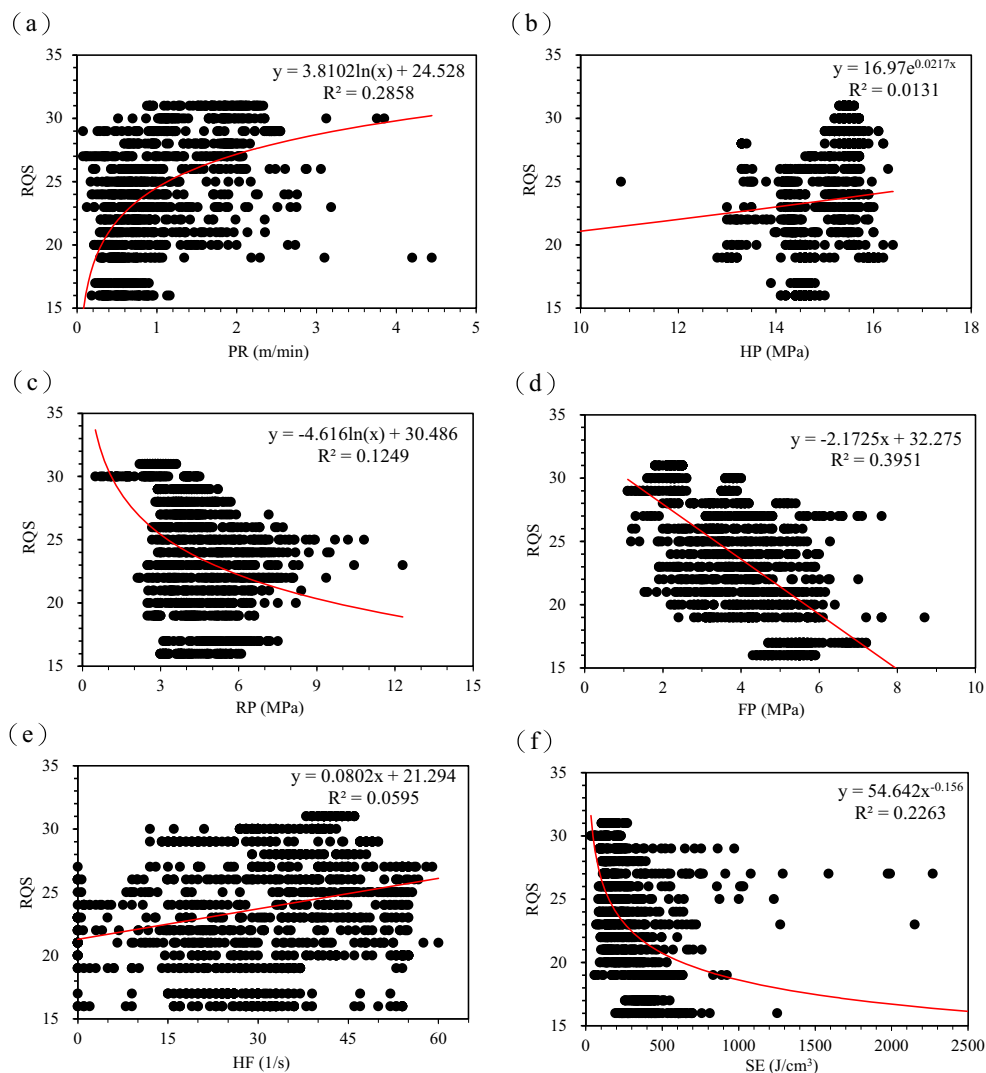 （a）
35
30
25
20
15
RQS
0
1
2
3
4
5
PR (m/min)
y = 3.8102ln(x) + 24.528
R² = 0.2858
（b）
35
30
25
20
15
RQS
10
12
14
16
18
HP (MPa)
y = 16.97e^0.0217x
R² = 0.0131
（c）
35
30
25
20
15
RQS
0
3
6
9
12
15
RP (MPa)
y = -4.616ln(x) + 30.486
R² = 0.1249
（d）
35
30
25
20
15
RQS
0
2
4
6
8
10
FP (MPa)
y = -2.1725x + 32.275
R² = 0.3951
（e）
35
30
25
20
15
RQS
0
15
30
45
60
HF (1/s)
y = 0.0802x + 21.294
R² = 0.0595
（f）
35
30
25
20
15
RQS
0
500
1000
1500
2000
2500
SE (J/cm³)
y = 54.642x^-0.156
R² = 0.2263